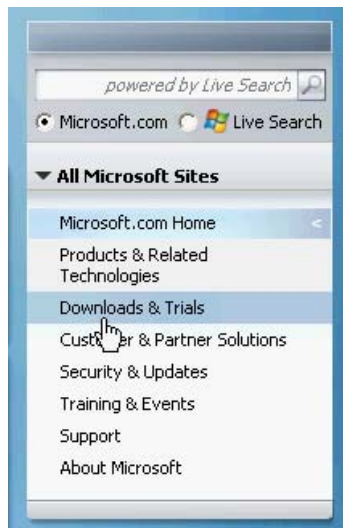 powered by Live Search
Microsoft.com Live Search
All Microsoft Sites
Microsoft.com Home
Products & Related
Technologies
Downloads & Trials
Customer & Partner Solutions
Security & Updates
Training & Events
Support
About Microsoft